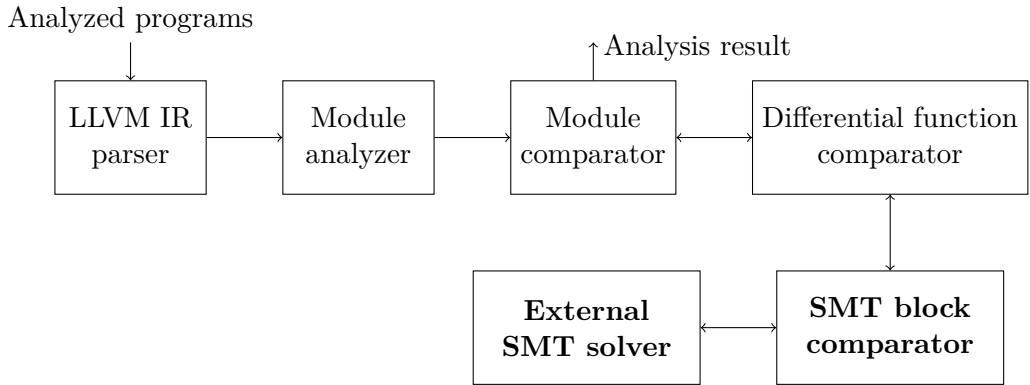 Analyzed programs
Analysis result
LLVM IR
parser
Module
analyzer
Module
comparator
Differential function
comparator
External
SMT solver
SMT block
comparator